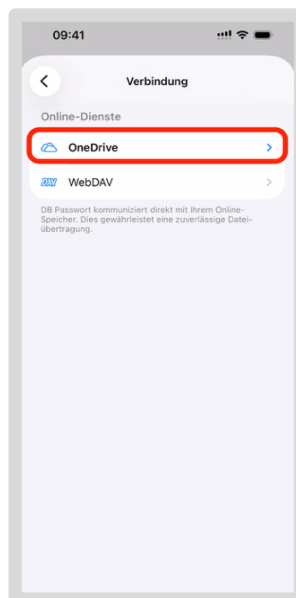 09:41
Verbindung
Online-Dienste
OneDrive
DAV WebDAV
DB Passwort kommuniziert direkt mit Ihrem Online-
Speicher. Dies gewährleistet eine zuverlässige Datei-
übertragung.